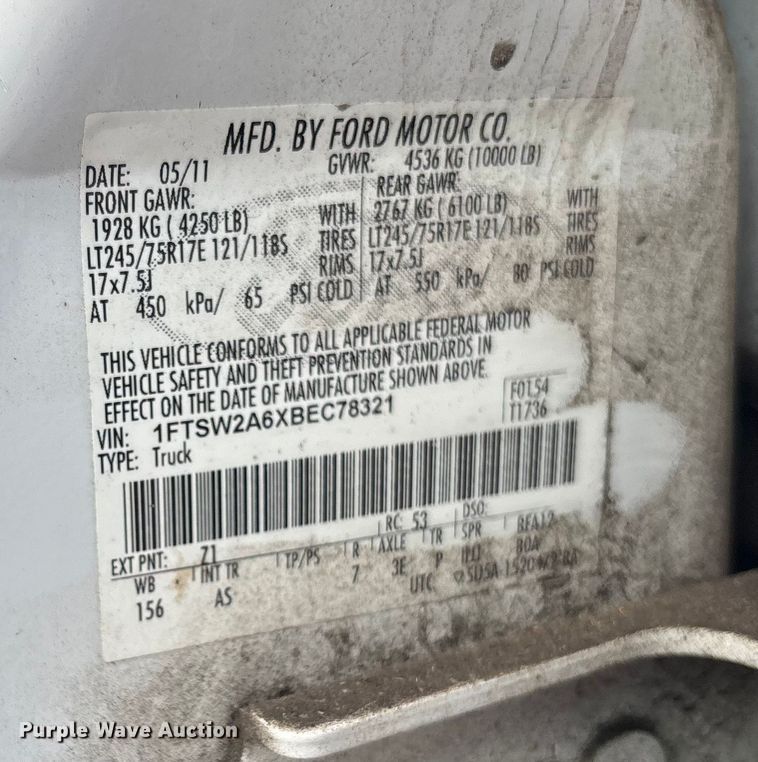 MFD. BY FORD MOTOR CO.
DATE: 05/11 GVWR: 4536 KG (10000 LB)
FRONT GAWR: REAR GAWR:
1928 KG ( 4250 LB) WITH 2767 KG ( 6100 LB) WITH
LT245/75R17E 121/118S TIRES LT245/75R17E 121/118S TIRES
17x7.5J RIMS 17x7.5J RIMS
AT 450 kPa/ 65 PSI COLD AT 550 kPa/ 80 PSI COLD
THIS VEHICLE CONFORMS TO ALL APPLICABLE FEDERAL MOTOR
VEHICLE SAFETY AND THEFT PREVENTION STANDARDS IN
EFFECT ON THE DATE OF MANUFACTURE SHOWN ABOVE.
VIN: 1FTSW2A6XBEC78321 F0154
TYPE: Truck T1736
EXT PNT: Z1 RC: 53 DSO:
WB INT TR TP/PS R AXLE TR SPR
156 AS 7 3E P
UTC
Purple Wave Auction